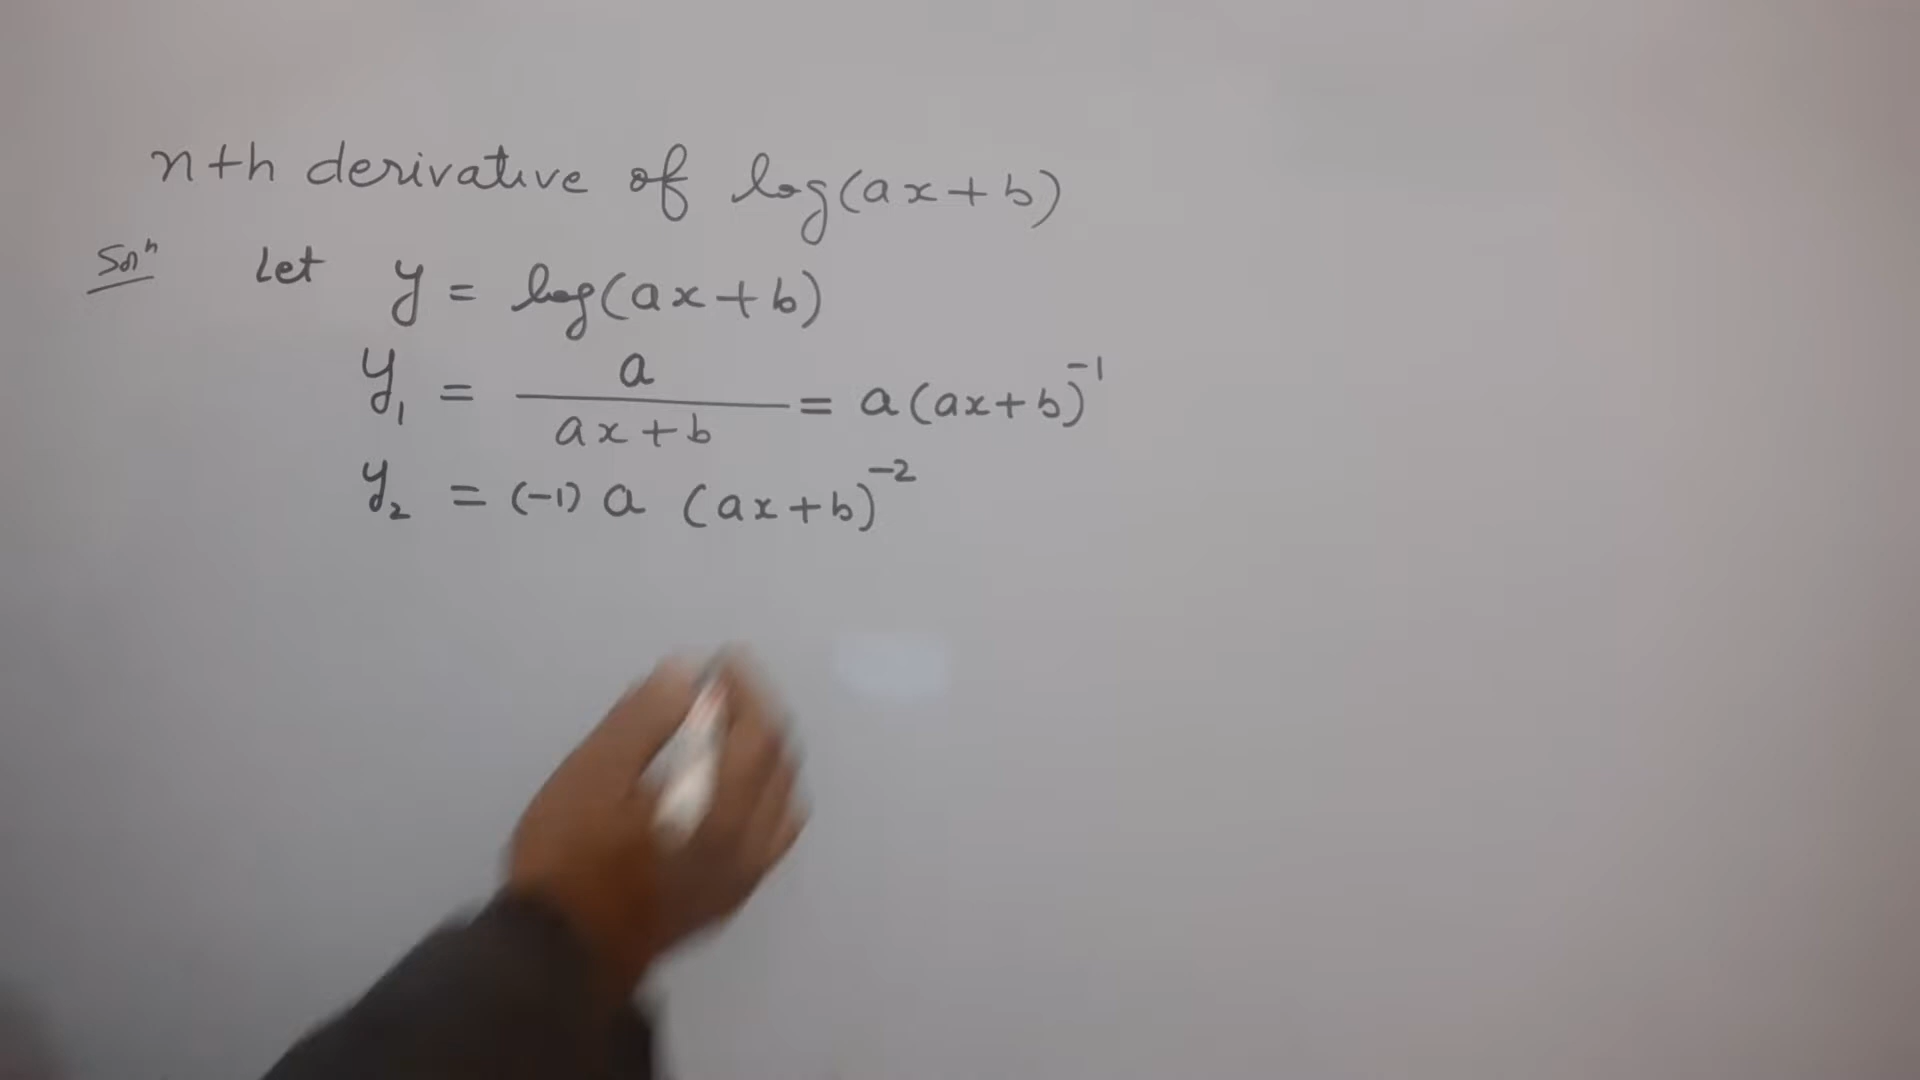 nth derivative of log(ax+b)
Solⁿ Let y = log(ax+b)
y₁ = a/(ax+b) = a(ax+b)⁻¹
y₂ = (-1) a (ax+b)⁻²